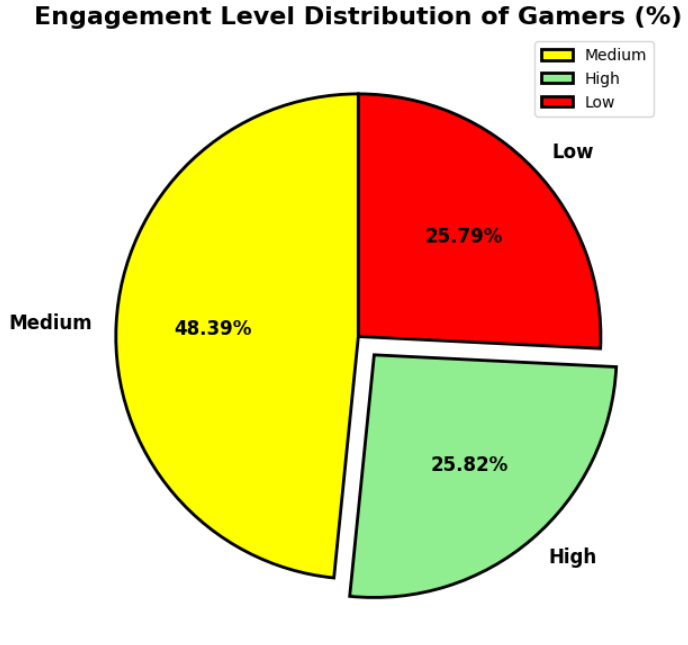 Engagement Level Distribution of Gamers (%)
Medium
High
Low
Low
25.79%
Medium
48.39%
25.82%
High